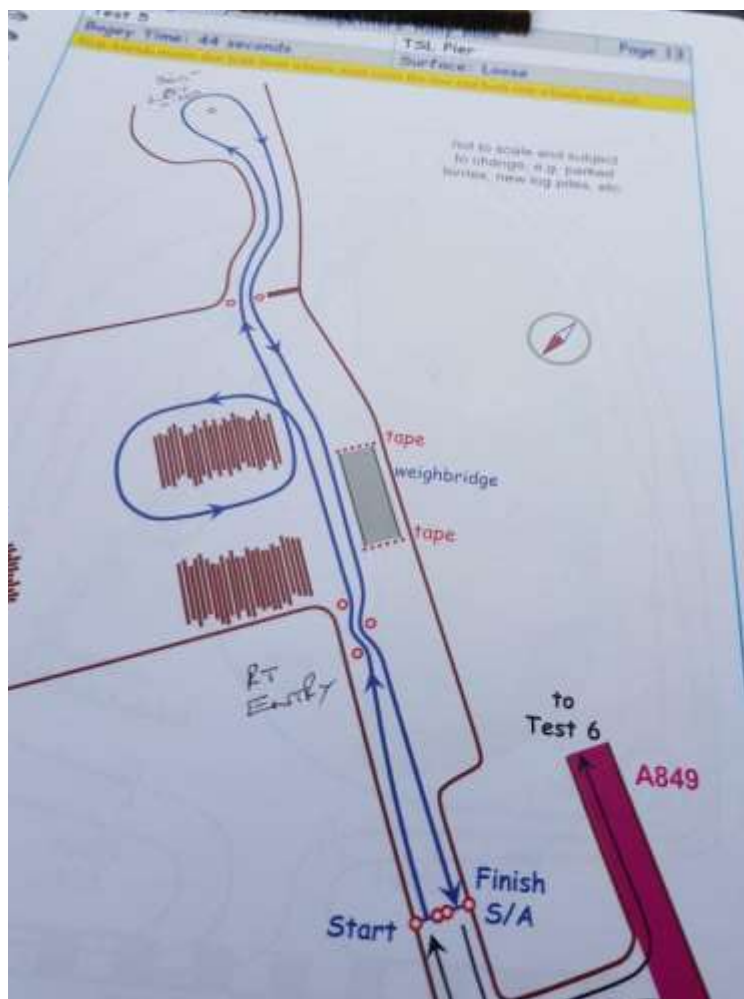 Test 5
TSL Pier
Page 13
Bogey Time: 44 seconds
Surface: Loose
not to scale and subject
to change, e.g. parked
lorries, new log piles, etc
tape
weighbridge
tape
RT
ENTRY
to
Test 6
A849
Finish
S/A
Start